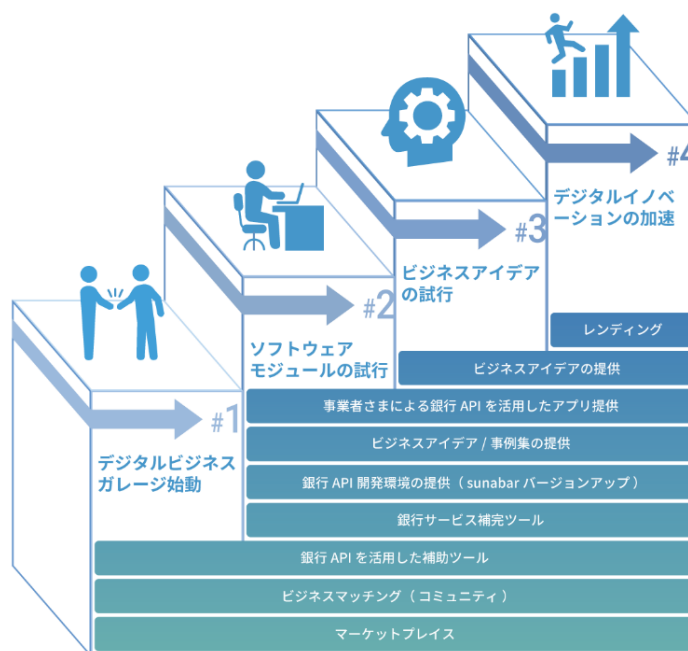 #4
デジタルイノベ
ーションの加速
#3
ビジネスアイデア
の試行
#2
ソフトウェア
モジュールの試行
#1
デジタルビジネス
ガレージ始動
レンディング
ビジネスアイデアの提供
事業者さまによる銀行 API を活用したアプリ提供
ビジネスアイデア / 事例集の提供
銀行 API 開発環境の提供（ sunabar バージョンアップ ）
銀行サービス補完ツール
銀行 API を活用した補助ツール
ビジネスマッチング（ コミュニティ ）
マーケットプレイス